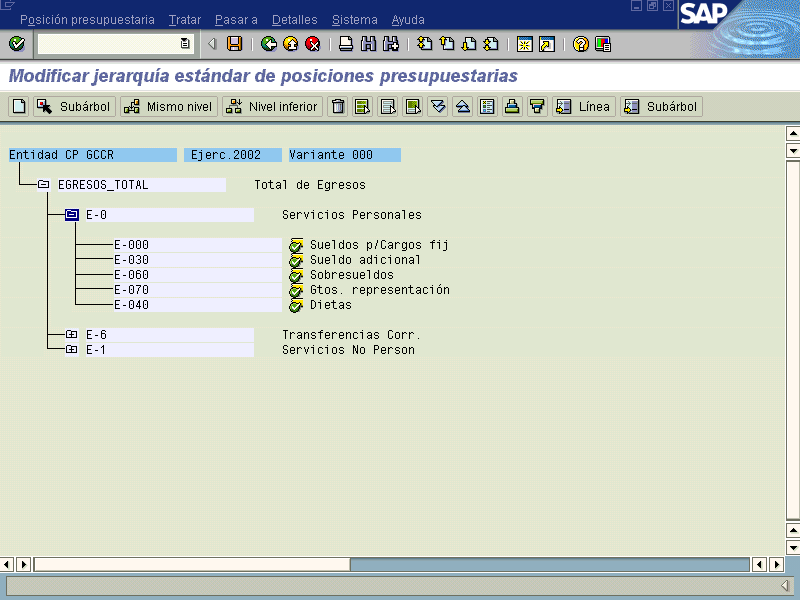 Posición presupuestaria Tratar Pasar a Detalles Sistema Ayuda
SAP
Modificar jerarquía estándar de posiciones presupuestarias
Subárbol Mismo nivel Nivel inferior Línea Subárbol
Entidad CP GCCR Ejerc.2002 Variante 000
EGRESOS_TOTAL Total de Egresos
E-0 Servicios Personales
E-000 Sueldos p/Cargos fij
E-030 Sueldo adicional
E-060 Sobresueldos
E-070 Gtos. representación
E-040 Dietas
E-6 Transferencias Corr.
E-1 Servicios No Person